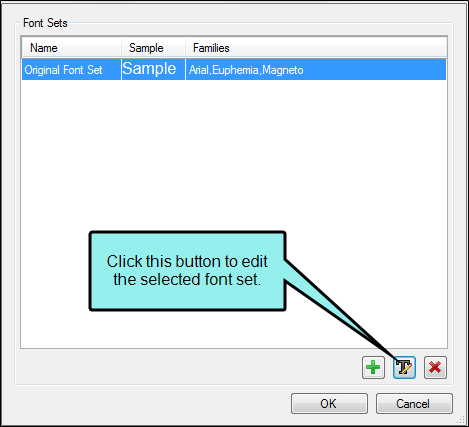 Font Sets
Name Sample Families
Original Font Set Sample Arial,Euphemia,Magneto
Click this button to edit
the selected font set.
T
OK Cancel